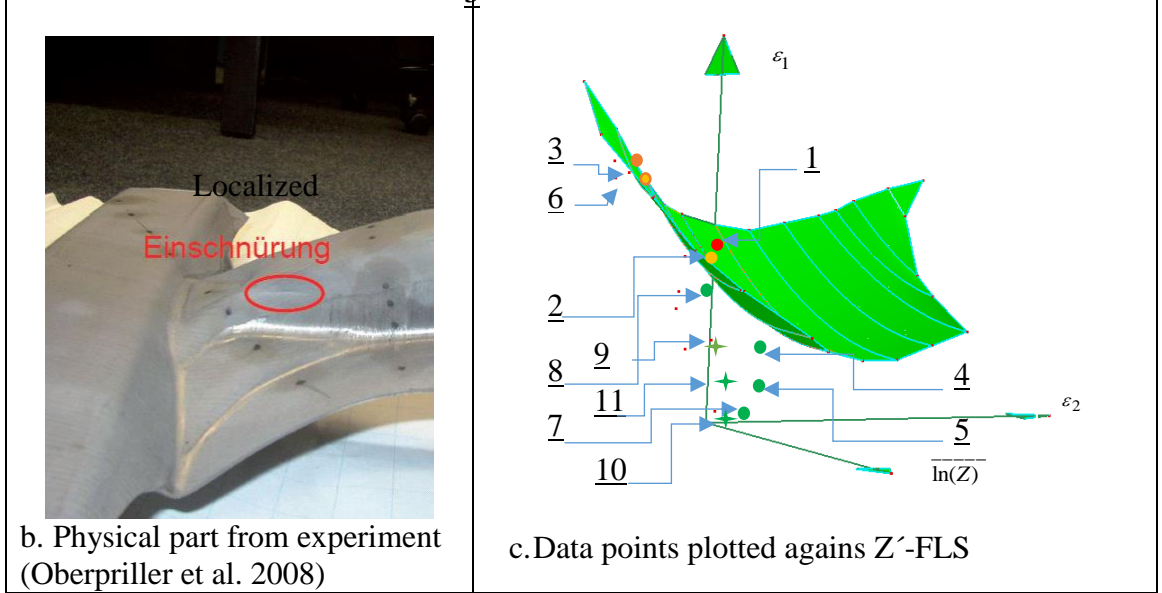 Localized
Einschnürung
b. Physical part from experiment
(Oberpriller et al. 2008)
ε1
3
1
6
2
9
8
4
11
ε2
7
5
ln(Z)
10
c.Data points plotted agains Z´-FLS